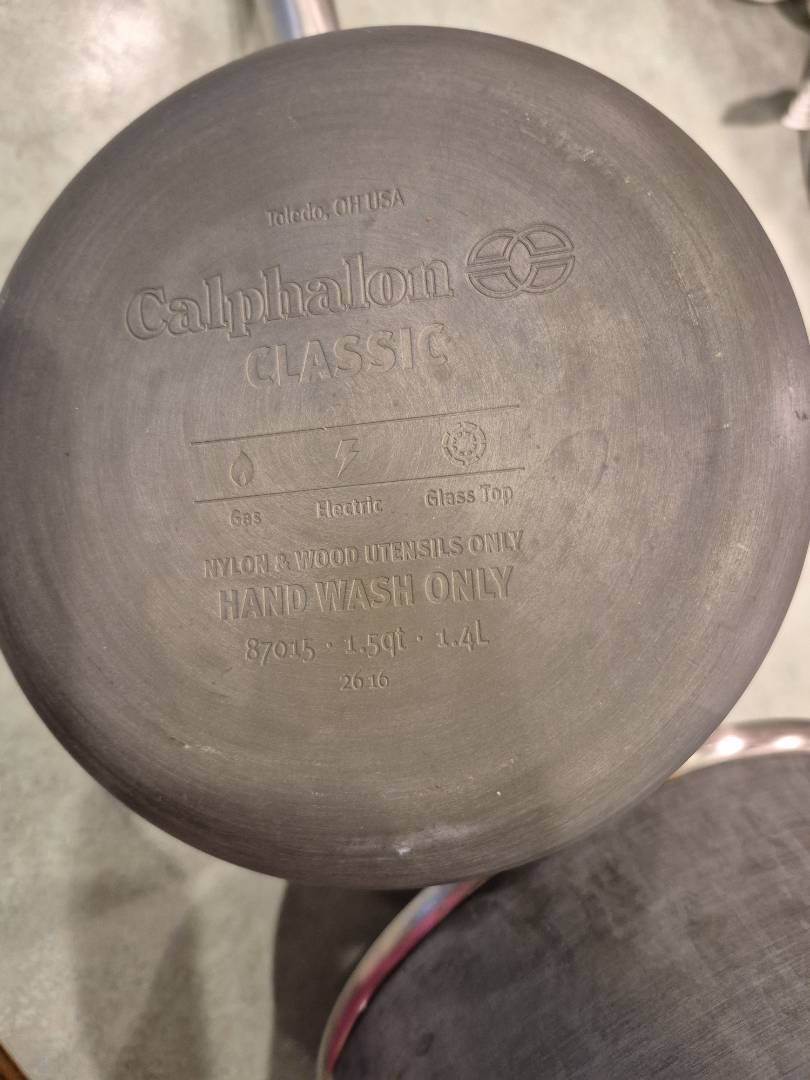 Toledo, OH USA
Calphalon
CLASSIC
Gas Electric Glass Top
NYLON & WOOD UTENSILS ONLY
HAND WASH ONLY
87015 · 1.5qt · 1.4L
2616